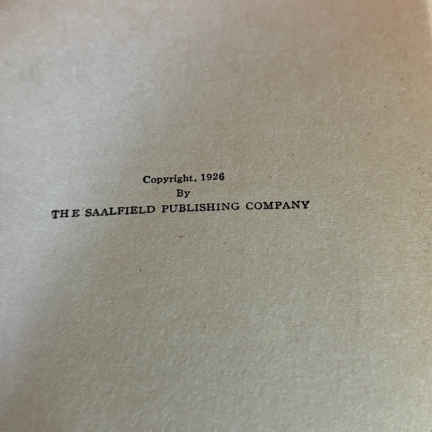 Copyright, 1926
By
THE SAALFIELD PUBLISHING COMPANY